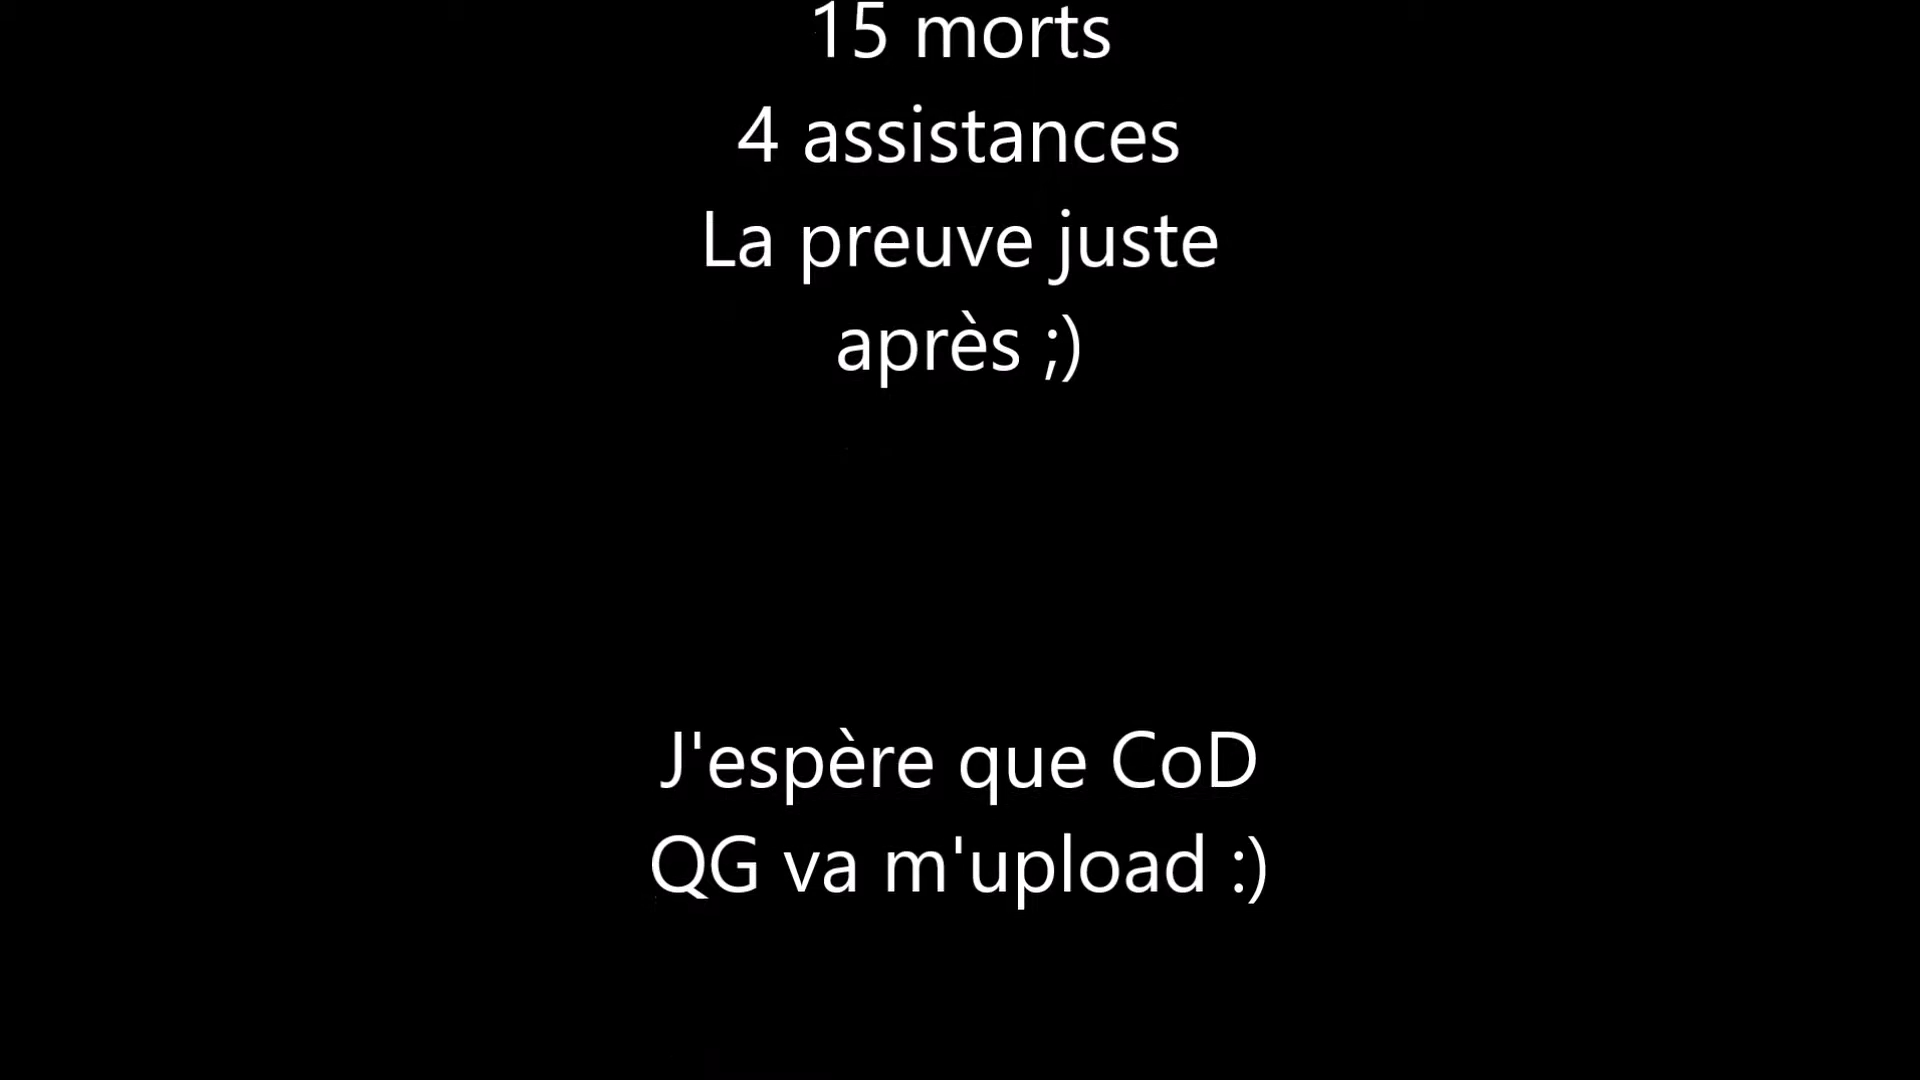 15 morts
4 assistances
La preuve juste
après ;)
J'espère que CoD
QG va m'upload :)